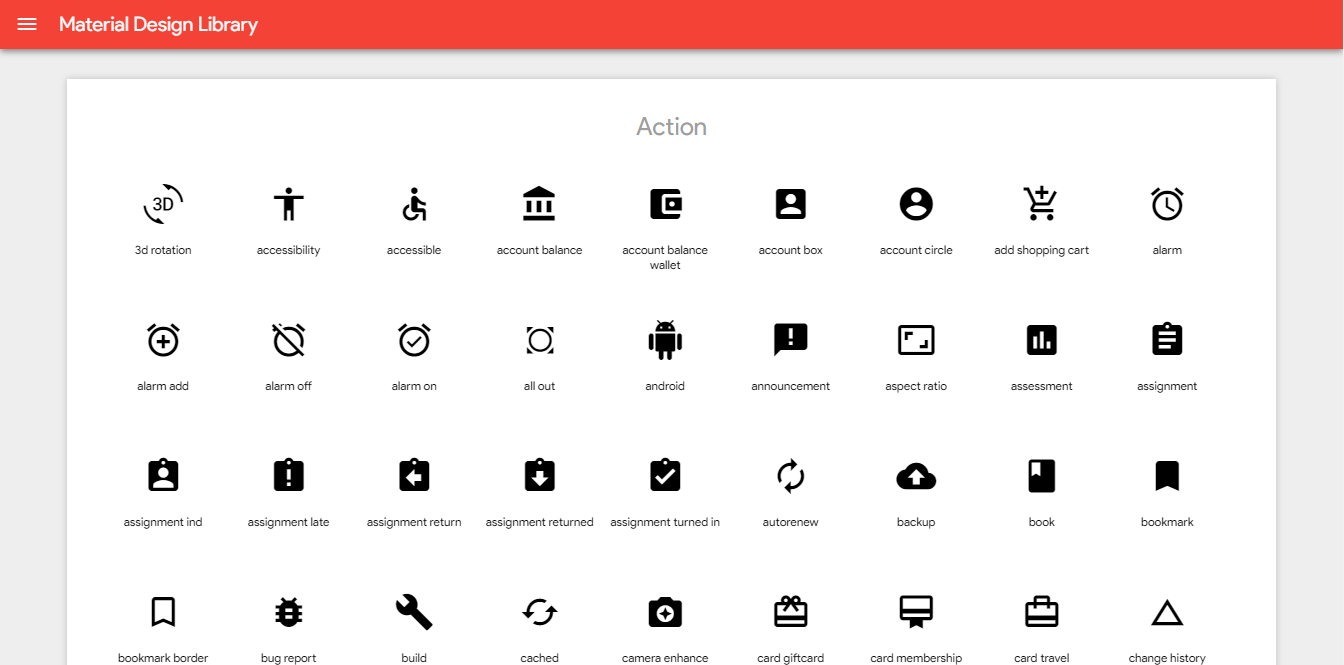 Material Design Library
Action
3D
3d rotation
accessibility
accessible
account balance
account balance
wallet
account box
account circle
add shopping cart
alarm
alarm add
alarm off
alarm on
all out
android
announcement
aspect ratio
assessment
assignment
assignment ind
assignment late
assignment return
assignment returned
assignment turned in
autorenew
backup
book
bookmark
bookmark border
bug report
build
cached
camera enhance
card giftcard
card membership
card travel
change history